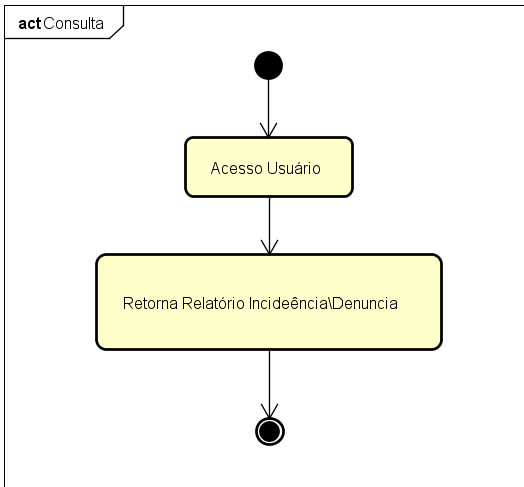 act Consulta
Acesso Usuário
Retorna Relatório Incideência\Denuncia